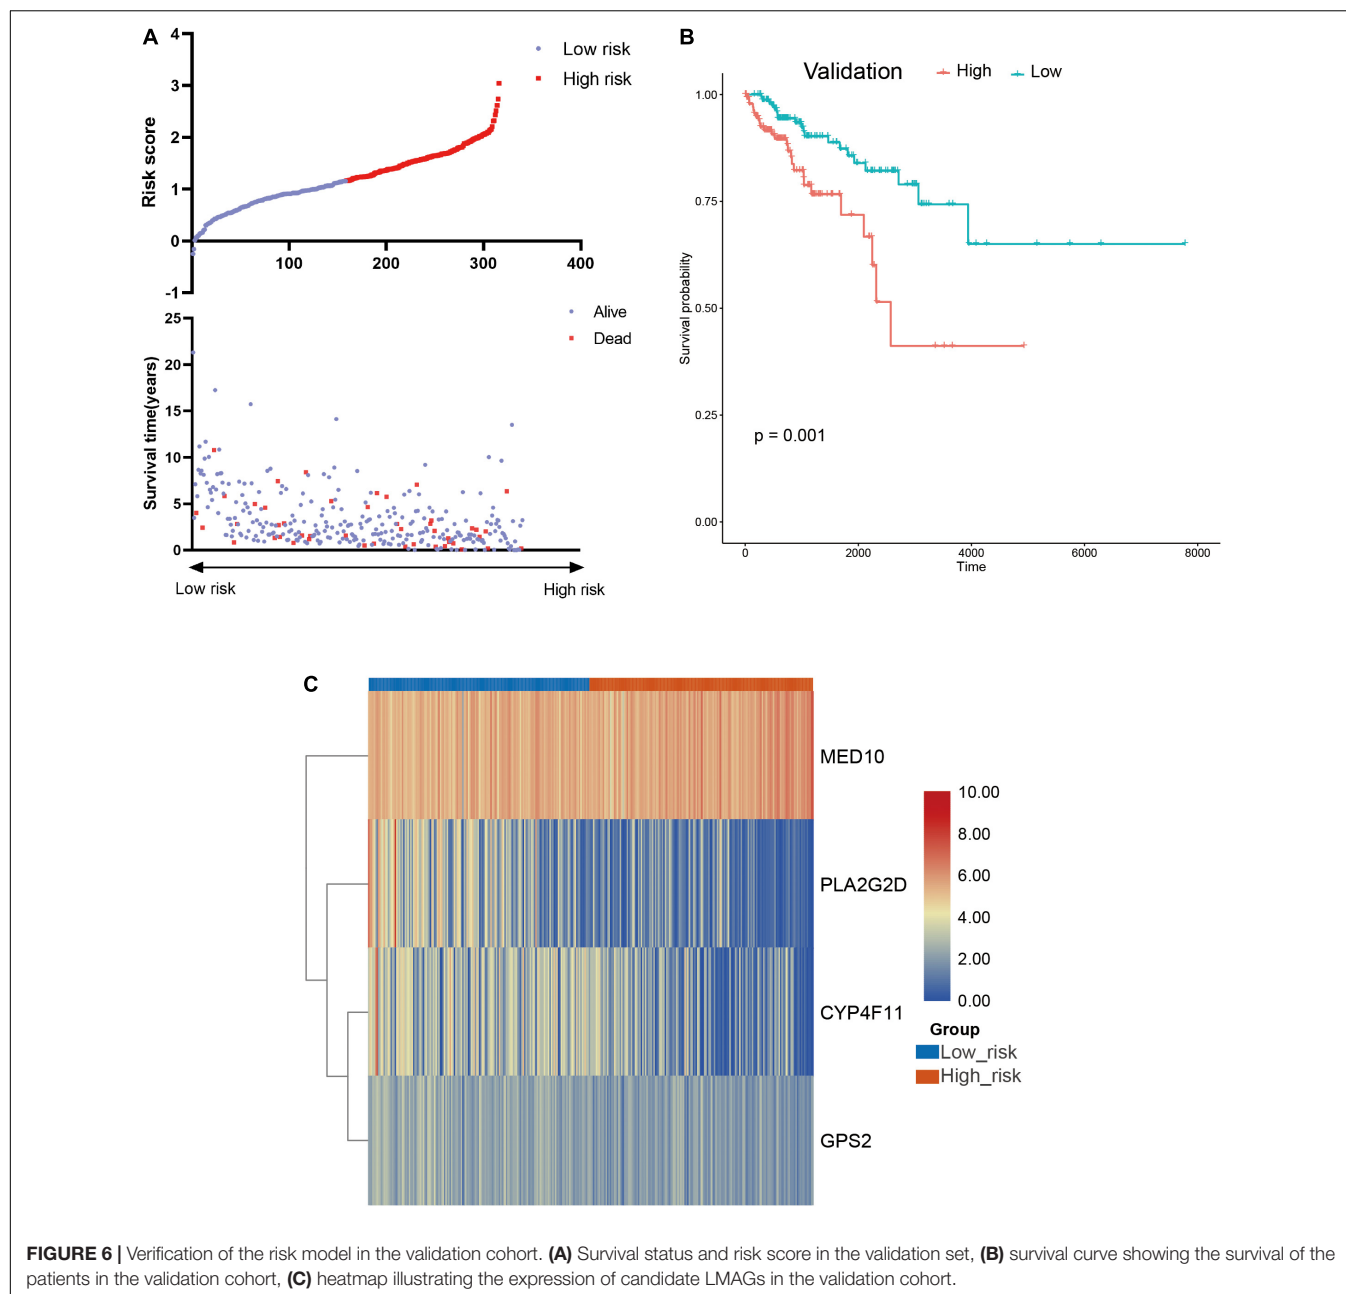 A
4
3
2
1
0
-1
Risk score
100
200
300
400
Low risk
High risk
Alive
Dead
25
20
15
10
5
0
Survival time(years)
Low risk
High risk
B
Validation
High
Low
1.00
0.75
0.50
0.25
0.00
Survival probability
p = 0.001
0
2000
4000
6000
8000
Time
C
MED10
PLA2G2D
CYP4F11
GPS2
10.00
8.00
6.00
4.00
2.00
0.00
Group
Low_risk
High_risk
FIGURE 6 | Verification of the risk model in the validation cohort. (A) Survival status and risk score in the validation set, (B) survival curve showing the survival of the
patients in the validation cohort, (C) heatmap illustrating the expression of candidate LMAGs in the validation cohort.